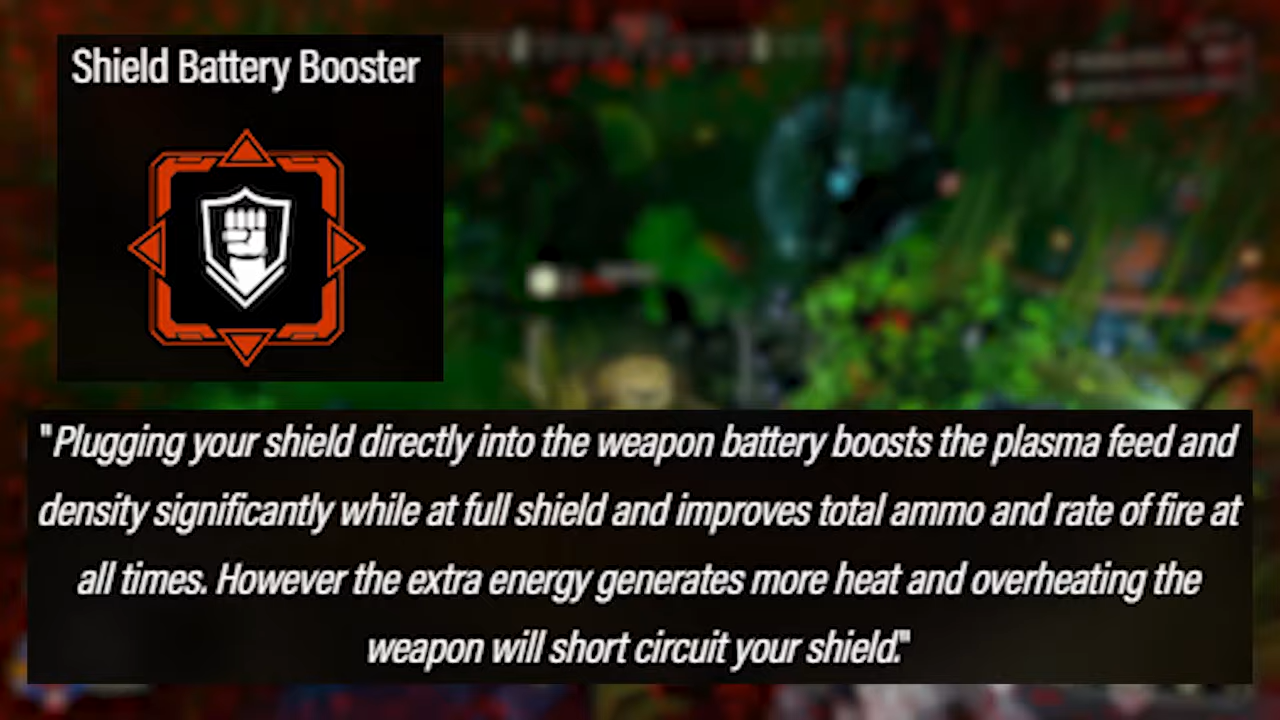 Shield Battery Booster
"Plugging your shield directly into the weapon battery boosts the plasma feed and
density significantly while at full shield and improves total ammo and rate of fire at
all times. However the extra energy generates more heat and overheating the
weapon will short circuit your shield."